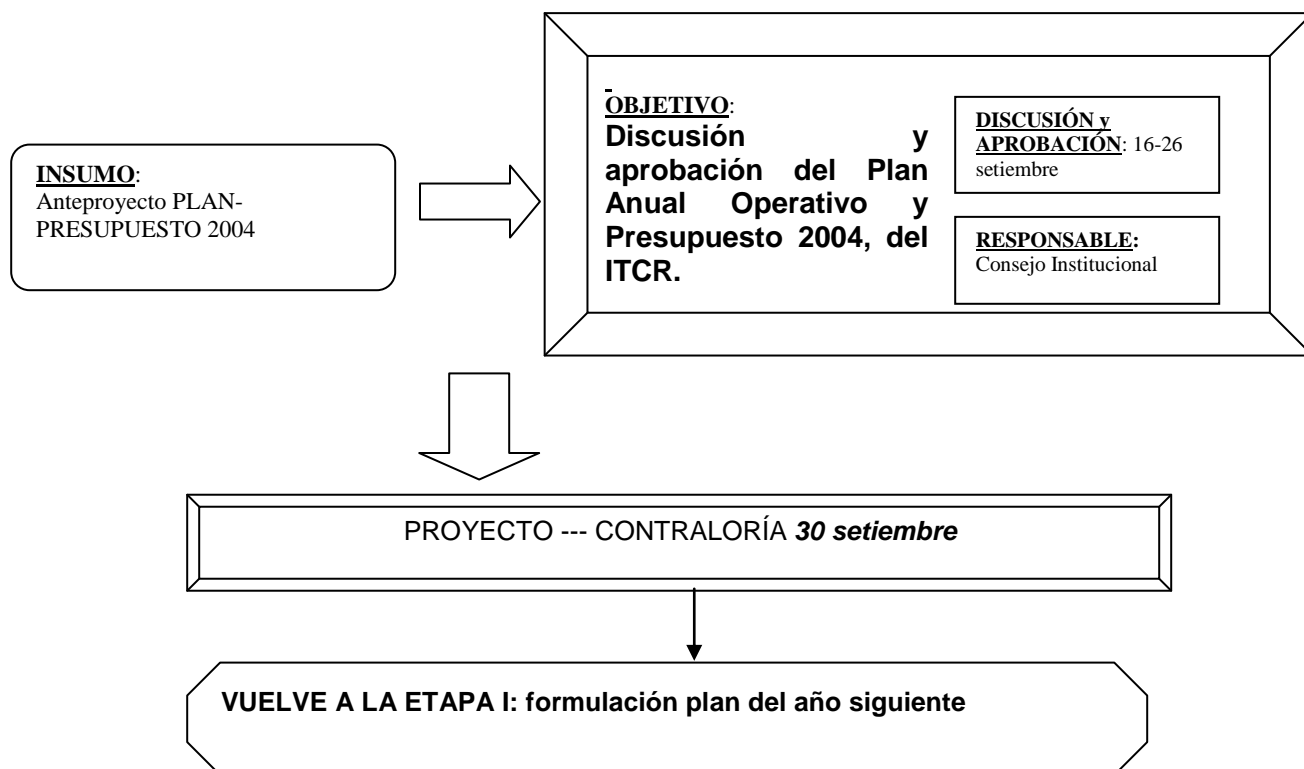 INSUMO:
Anteproyecto PLAN-
PRESUPUESTO 2004
OBJETIVO:
Discusión y
aprobación del Plan
Anual Operativo y
Presupuesto 2004, del
ITCR.
DISCUSIÓN y
APROBACIÓN: 16-26
setiembre
RESPONSABLE:
Consejo Institucional
PROYECTO --- CONTRALORÍA 30 setiembre
VUELVE A LA ETAPA I: formulación plan del año siguiente